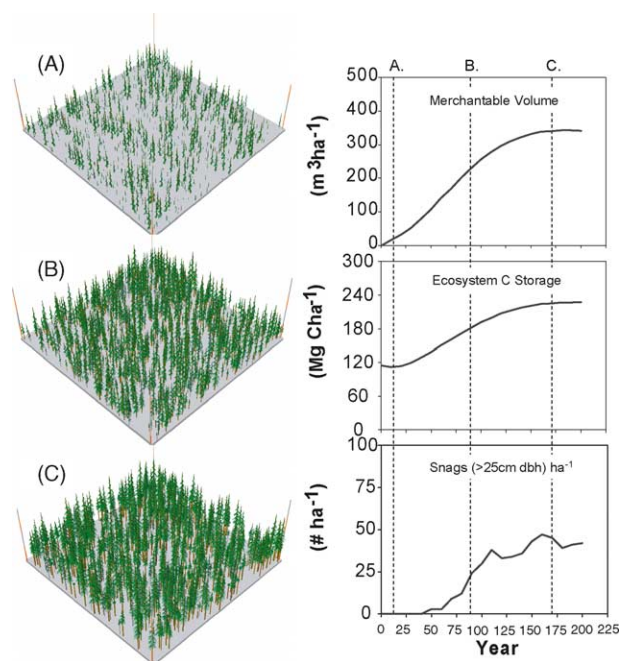 (A)
(B)
(C)
A. B. C.
500
400
300
200
100
0
(m³ha⁻¹)
Merchantable Volume
300
240
180
120
60
0
(Mg Cha⁻¹)
Ecosystem C Storage
100
75
50
25
0
(# ha⁻¹)
Snags (>25cm dbh) ha⁻¹
0 25 50 75 100 125 150 175 200 225
Year